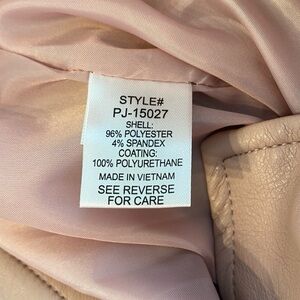 STYLE#
PJ-15027
SHELL:
96% POLYESTER
4% SPANDEX
COATING:
100% POLYURETHANE
MADE IN VIETNAM
SEE REVERSE
FOR CARE